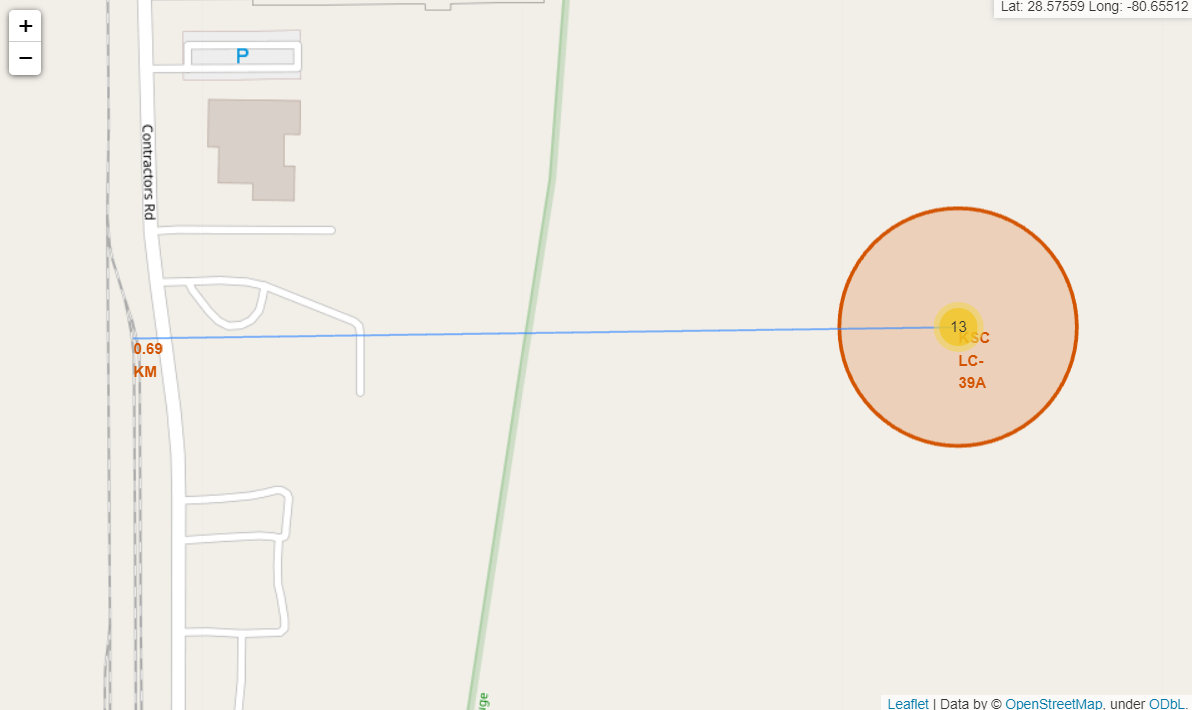 +
Lat: 28.57559 Long: -80.65512
−
P
Contractors Rd
13
KSC
LC-
39A
0.69
KM
Leaflet | Data by © OpenStreetMap, under ODbL.